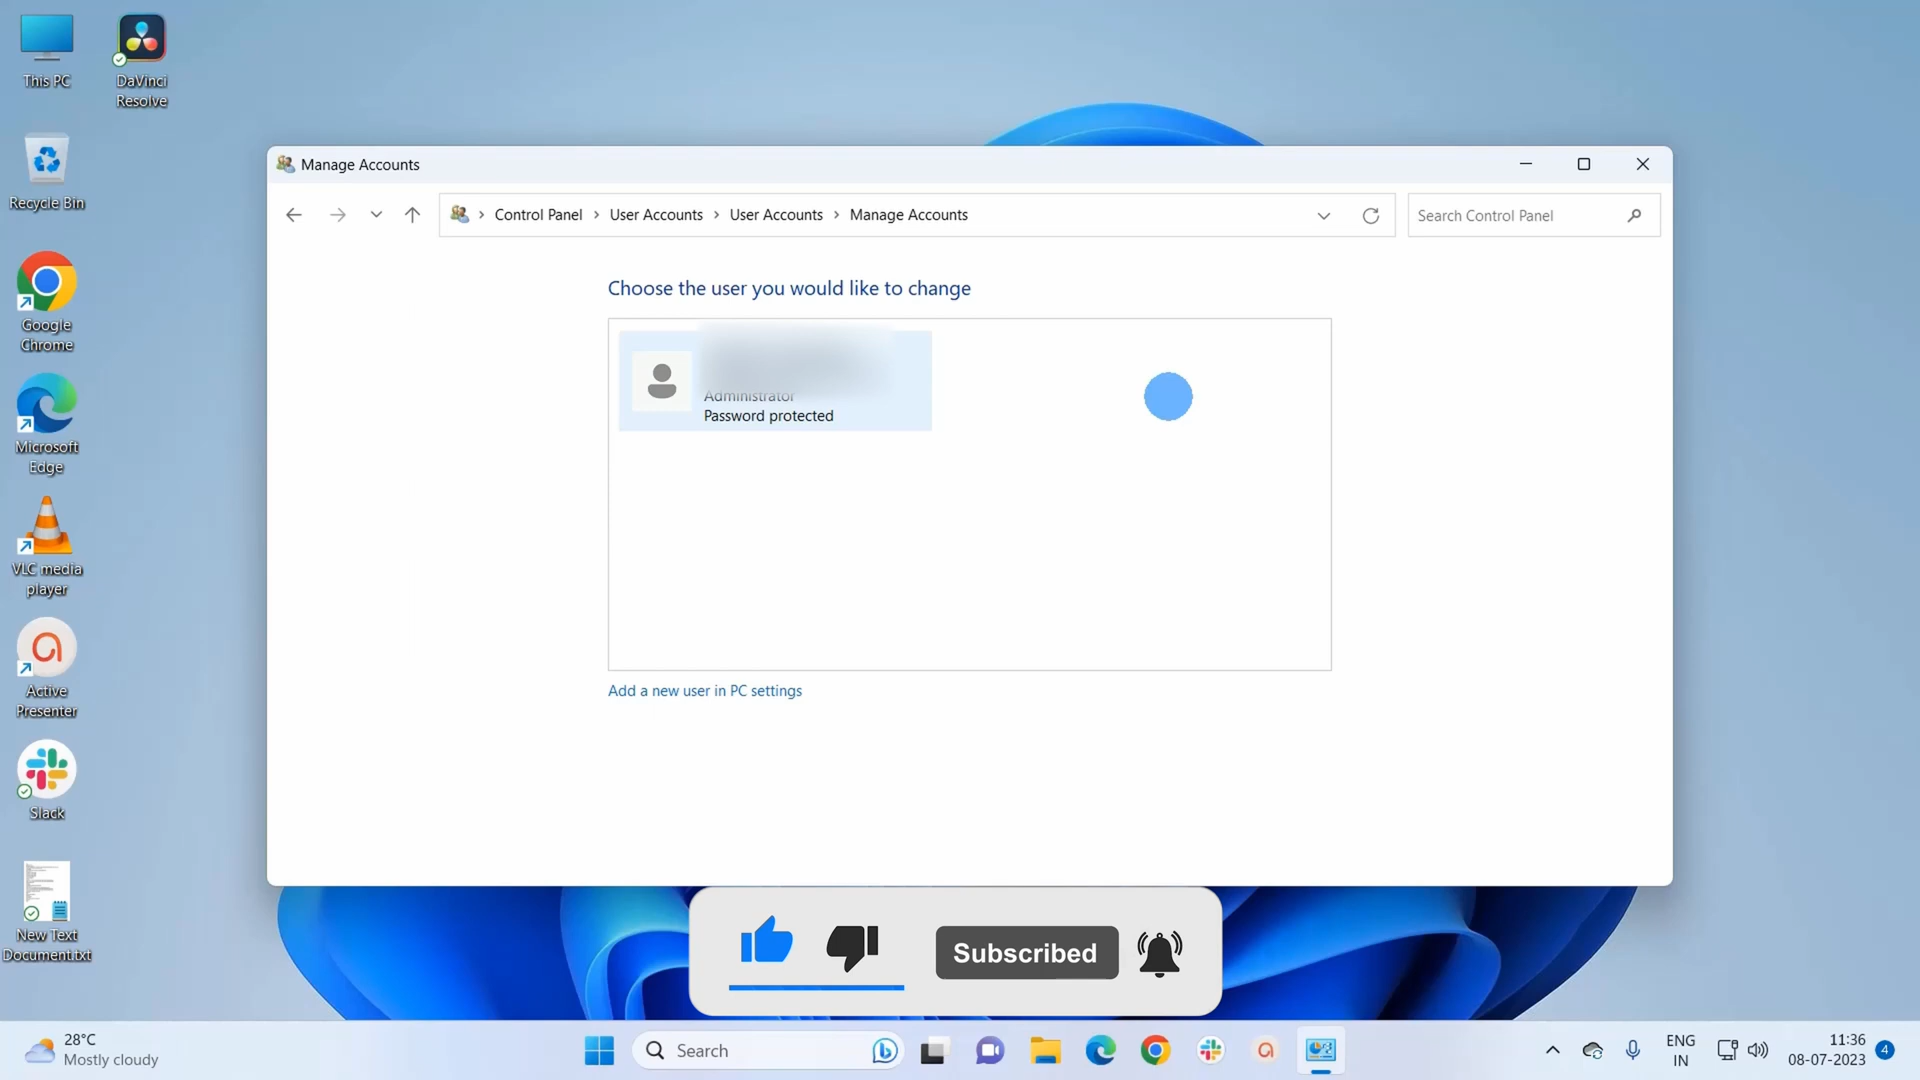 This PC
DaVinci
Resolve
Recycle Bin
Google
Chrome
Microsoft
Edge
VLC media
player
Active
Presenter
Slack
New Text
Document.txt
Manage Accounts
Control Panel > User Accounts > User Accounts > Manage Accounts
Search Control Panel
Choose the user you would like to change
Administrator
Password protected
Add a new user in PC settings
Subscribed
28°C
Mostly cloudy
Search
ENG
IN
11:36
08-07-2023
4